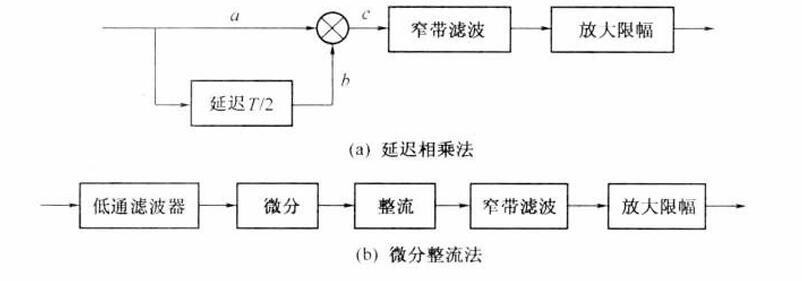 a
c
窄带滤波
放大限幅
b
延迟T/2
(a) 延迟相乘法
低通滤波器
微分
整流
窄带滤波
放大限幅
(b) 微分整流法